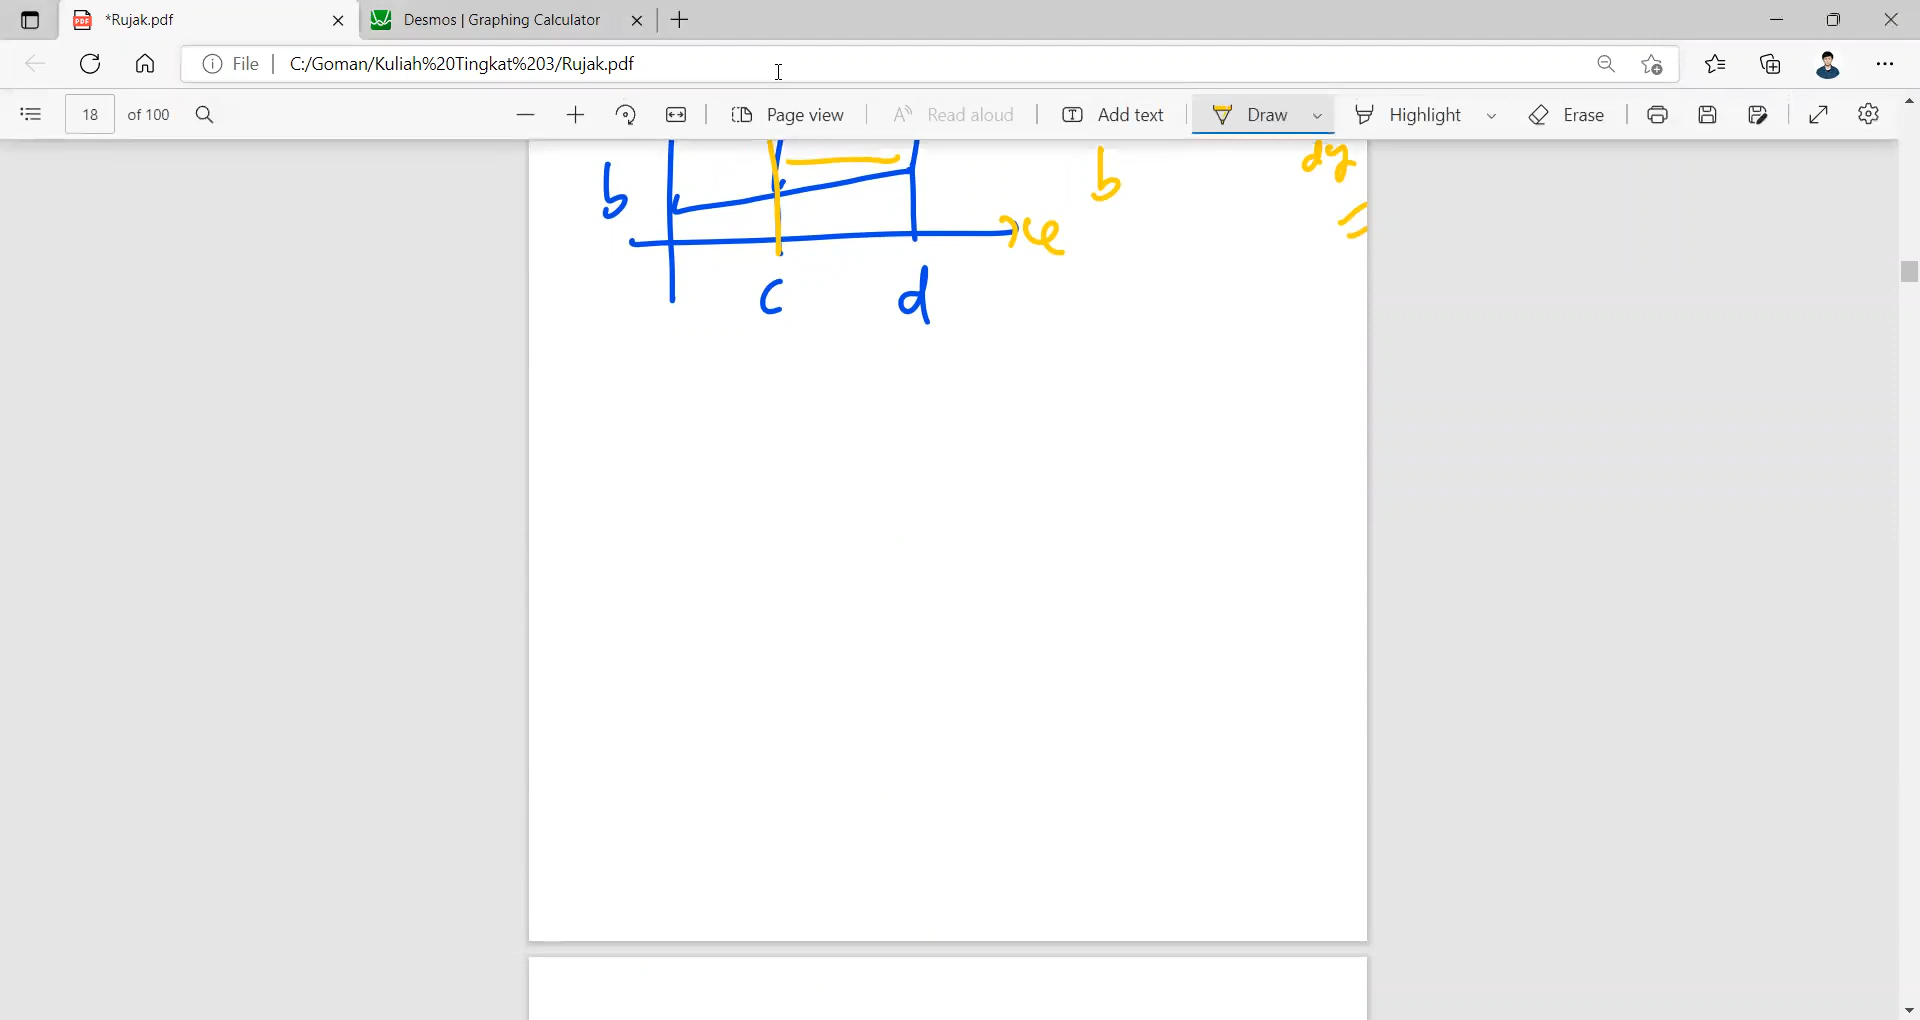 *Rujak.pdf
Desmos | Graphing Calculator
File
C:/Goman/Kuliah%20Tingkat%203/Rujak.pdf
18 of 100
Page view
Read aloud
Add text
Draw
Highlight
Erase
b
b
dy
c
d